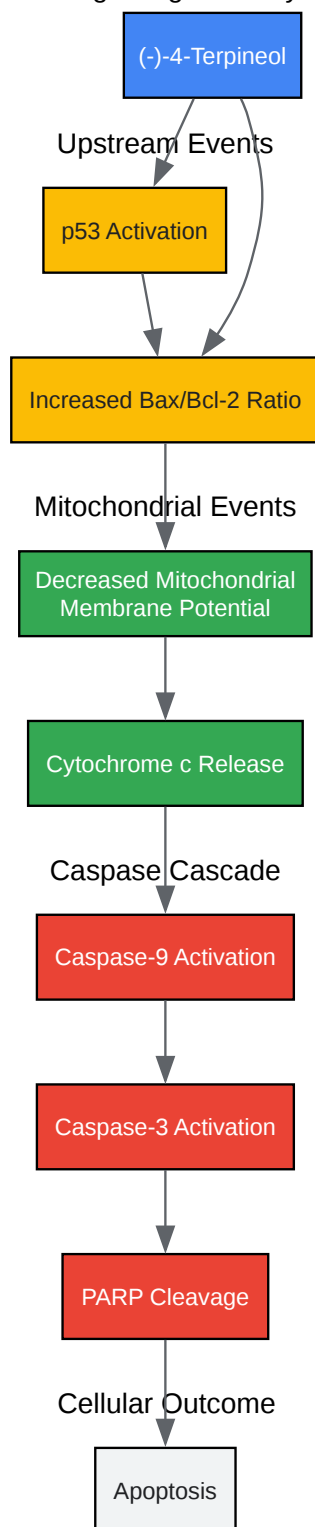 (-)-4-Terpineol
Upstream Events
p53 Activation
Increased Bax/Bcl-2 Ratio
Mitochondrial Events
Decreased Mitochondrial
Membrane Potential
Cytochrome c Release
Caspase Cascade
Caspase-9 Activation
Caspase-3 Activation
PARP Cleavage
Cellular Outcome
Apoptosis